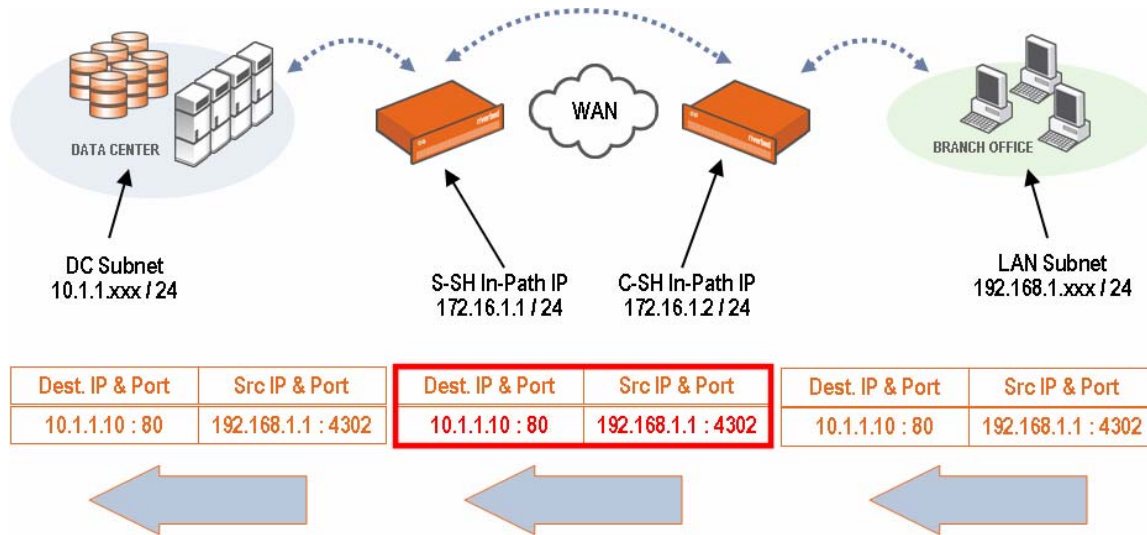 WAN
DATA CENTER
riverbed
riverbed
BRANCH OFFICE
DC Subnet
10.1.1.xxx / 24
S-SH In-Path IP
172.16.1.1 / 24
C-SH In-Path IP
172.16.1.2 / 24
LAN Subnet
192.168.1.xxx / 24
Dest. IP & Port Src IP & Port
10.1.1.10 : 80 192.168.1.1 : 4302
Dest. IP & Port Src IP & Port
10.1.1.10 : 80 192.168.1.1 : 4302
Dest. IP & Port Src IP & Port
10.1.1.10 : 80 192.168.1.1 : 4302